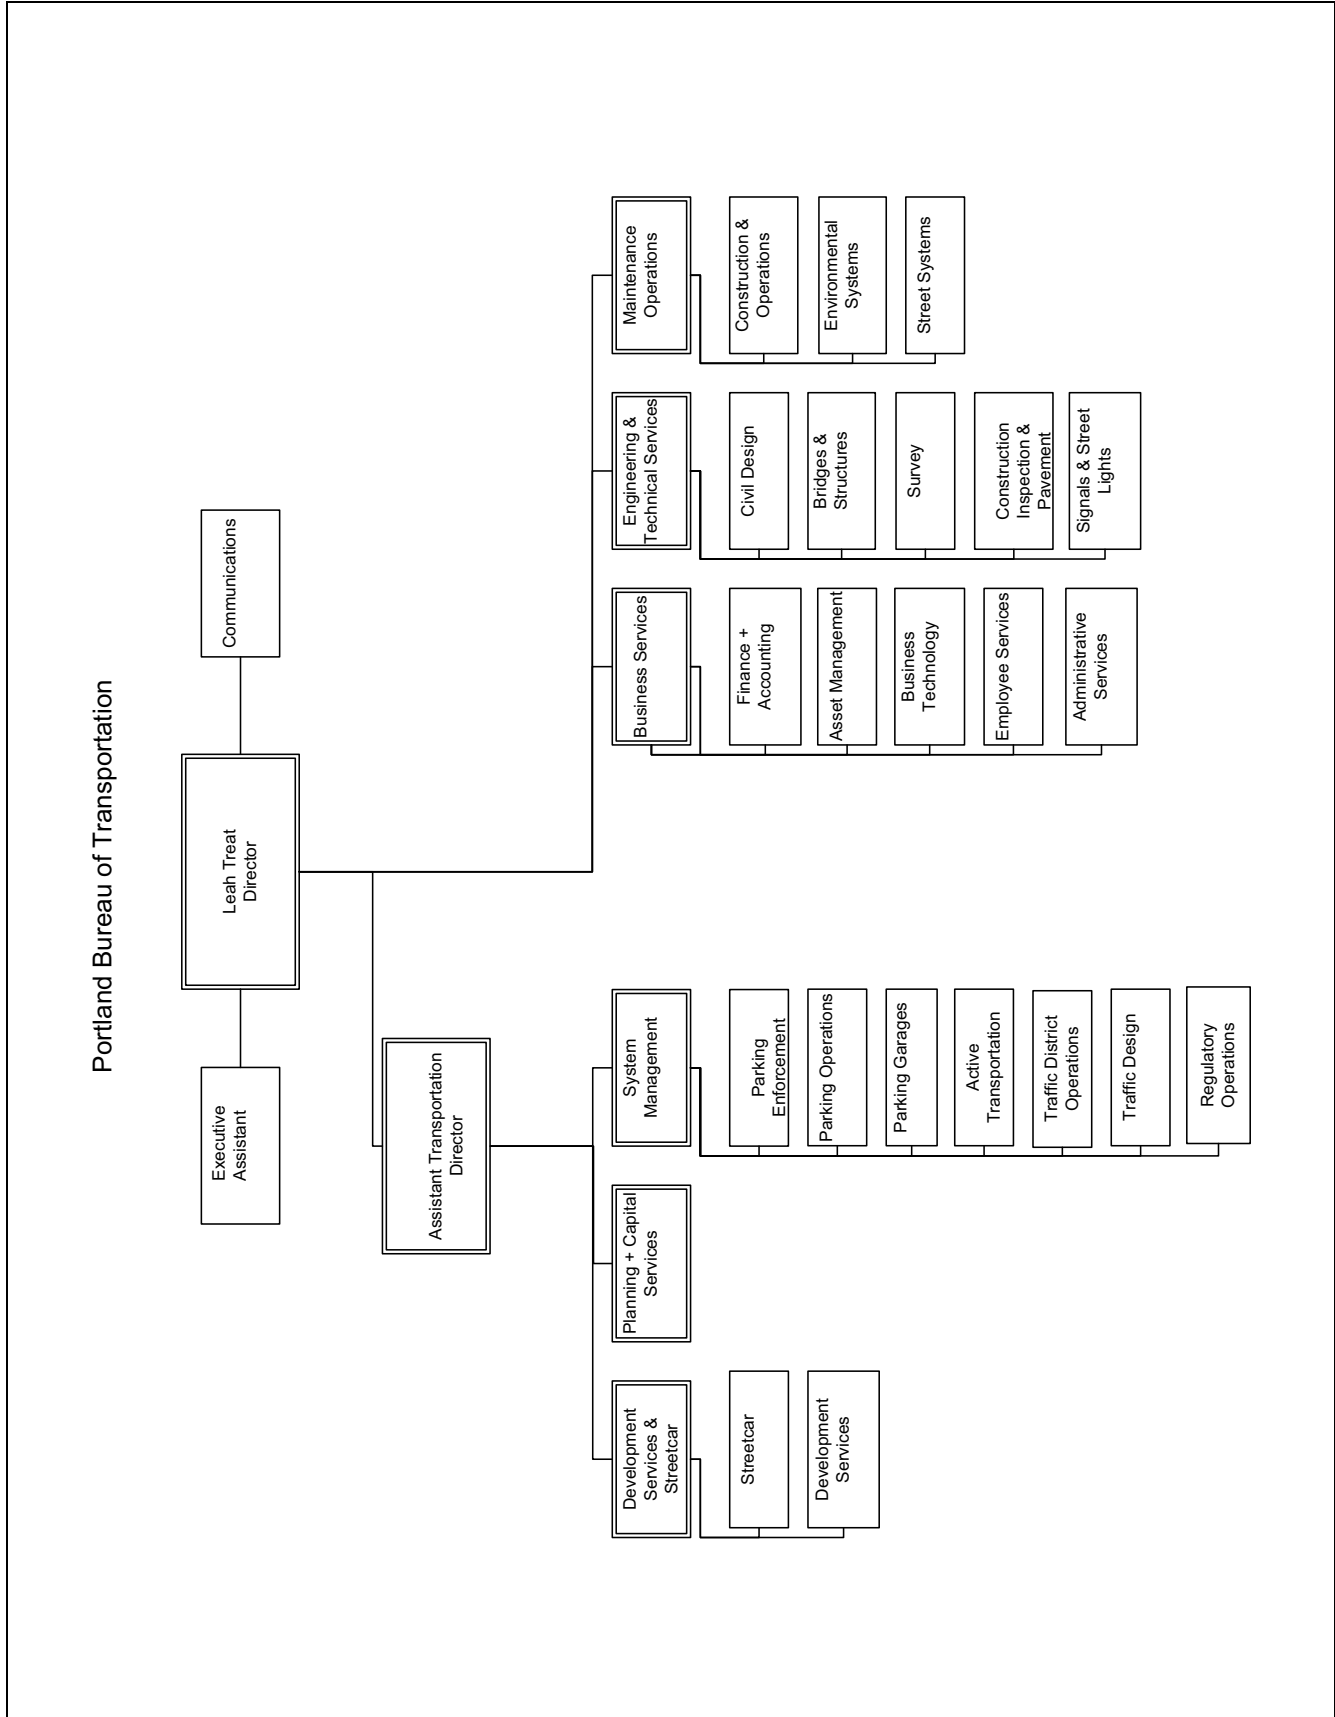 Portland Bureau of Transportation
Executive
Assistant
Leah Treat
Director
Communications
Assistant Transportation
Director
Development
Services &
Streetcar
Streetcar
Development
Services
Planning + Capital
Services
System
Management
Parking
Enforcement
Parking Operations
Parking Garages
Active
Transportation
Traffic District
Operations
Traffic Design
Regulatory
Operations
Business Services
Finance +
Accounting
Asset Management
Business
Technology
Employee Services
Administrative
Services
Engineering &
Technical Services
Civil Design
Bridges &
Structures
Survey
Construction
Inspection &
Pavement
Signals & Street
Lights
Maintenance
Operations
Construction &
Operations
Environmental
Systems
Street Systems